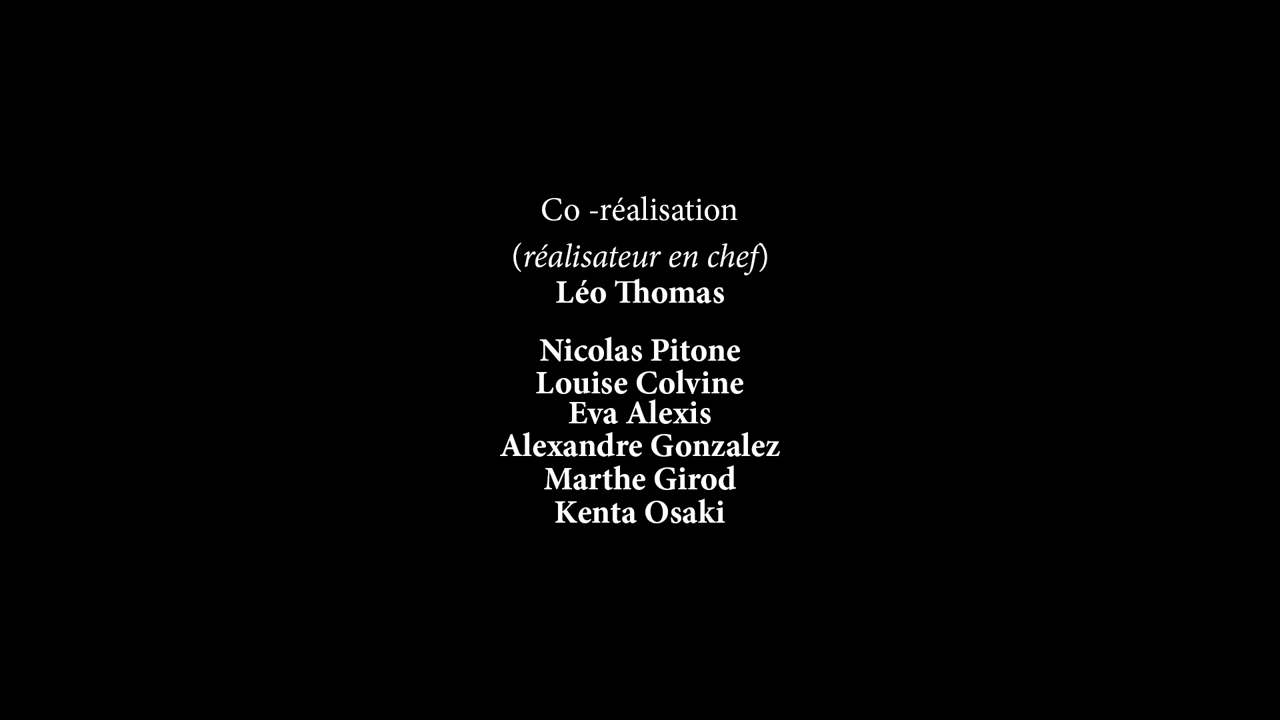 Co -réalisation
(réalisateur en chef)
Léo Thomas
Nicolas Pitone
Louise Colvine
Eva Alexis
Alexandre Gonzalez
Marthe Girod
Kenta Osaki